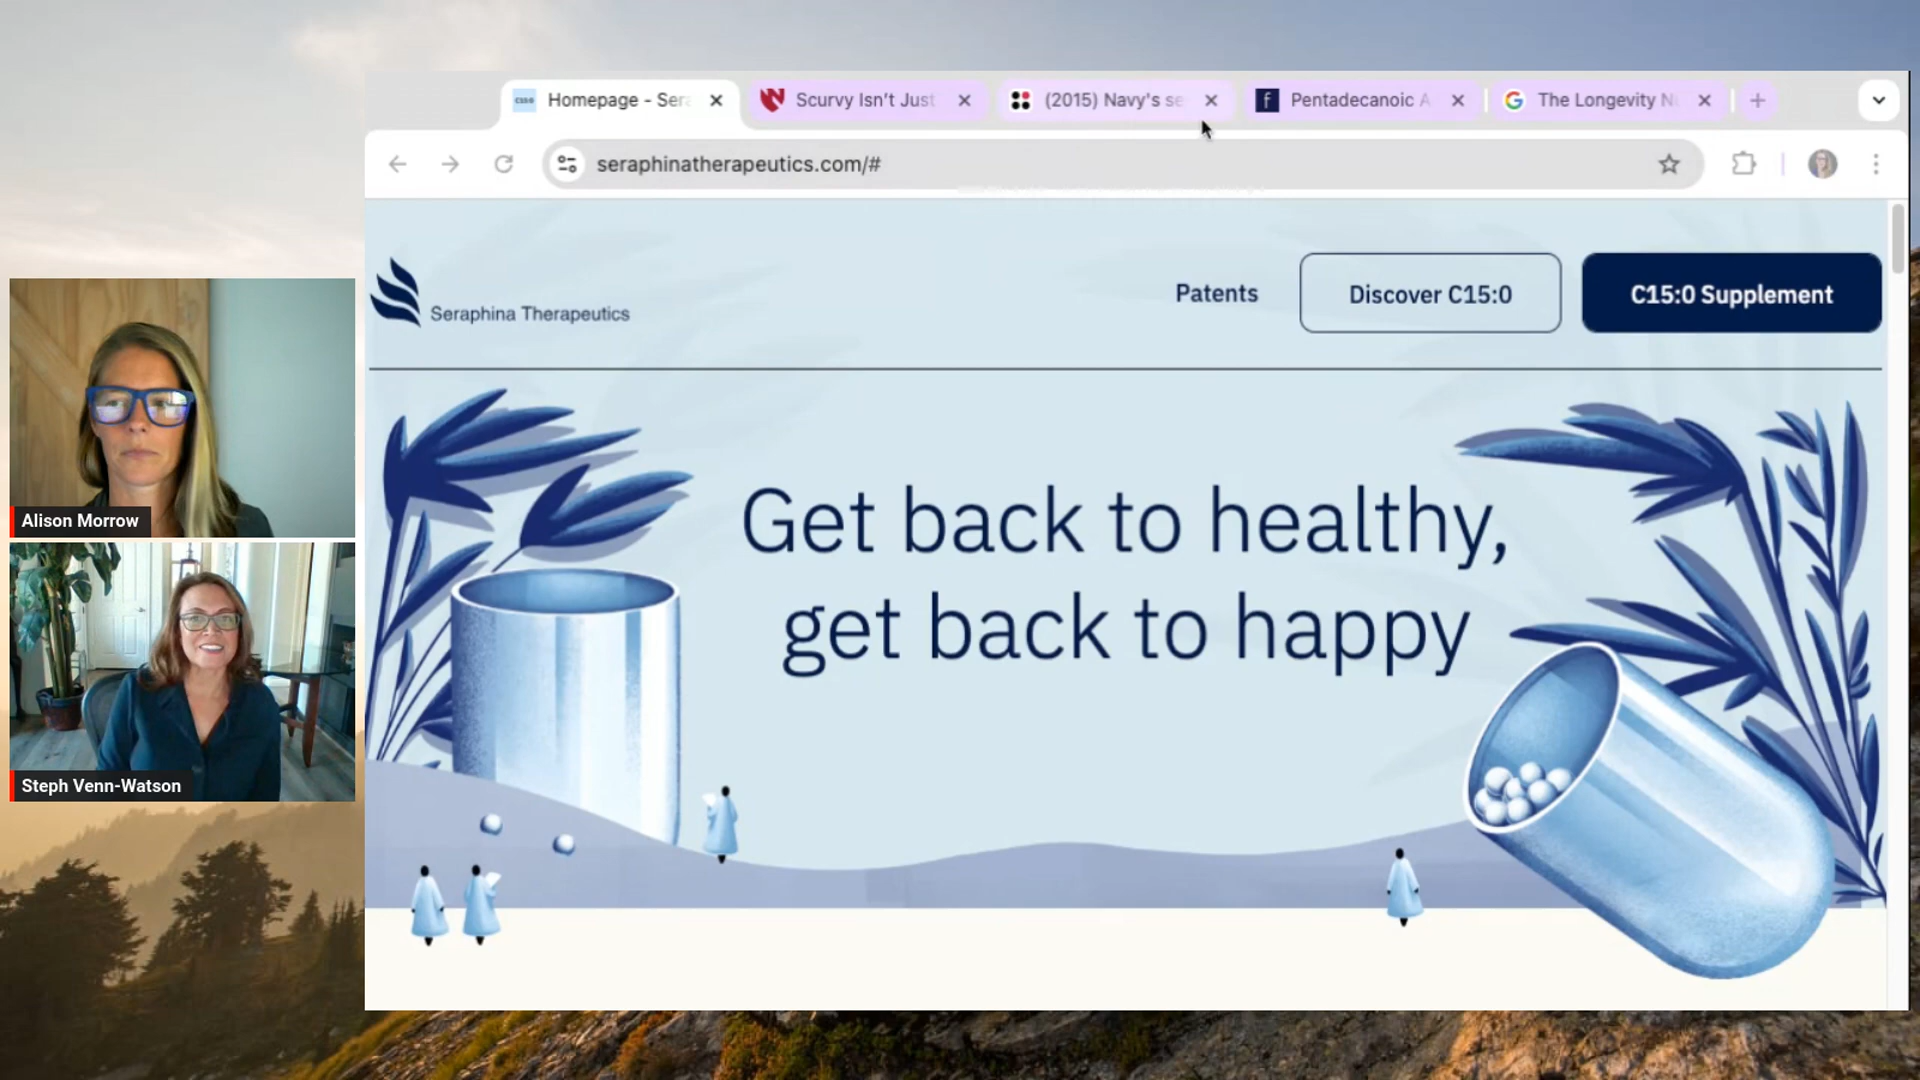 Homepage - Ser
Scurvy Isn't Just
(2015) Navy's se
Pentadecanoic A
The Longevity N
seraphinatherapeutics.com/#
Seraphina Therapeutics
Patents
Discover C15:0
C15:0 Supplement
Get back to healthy,
get back to happy
Alison Morrow
Steph Venn-Watson